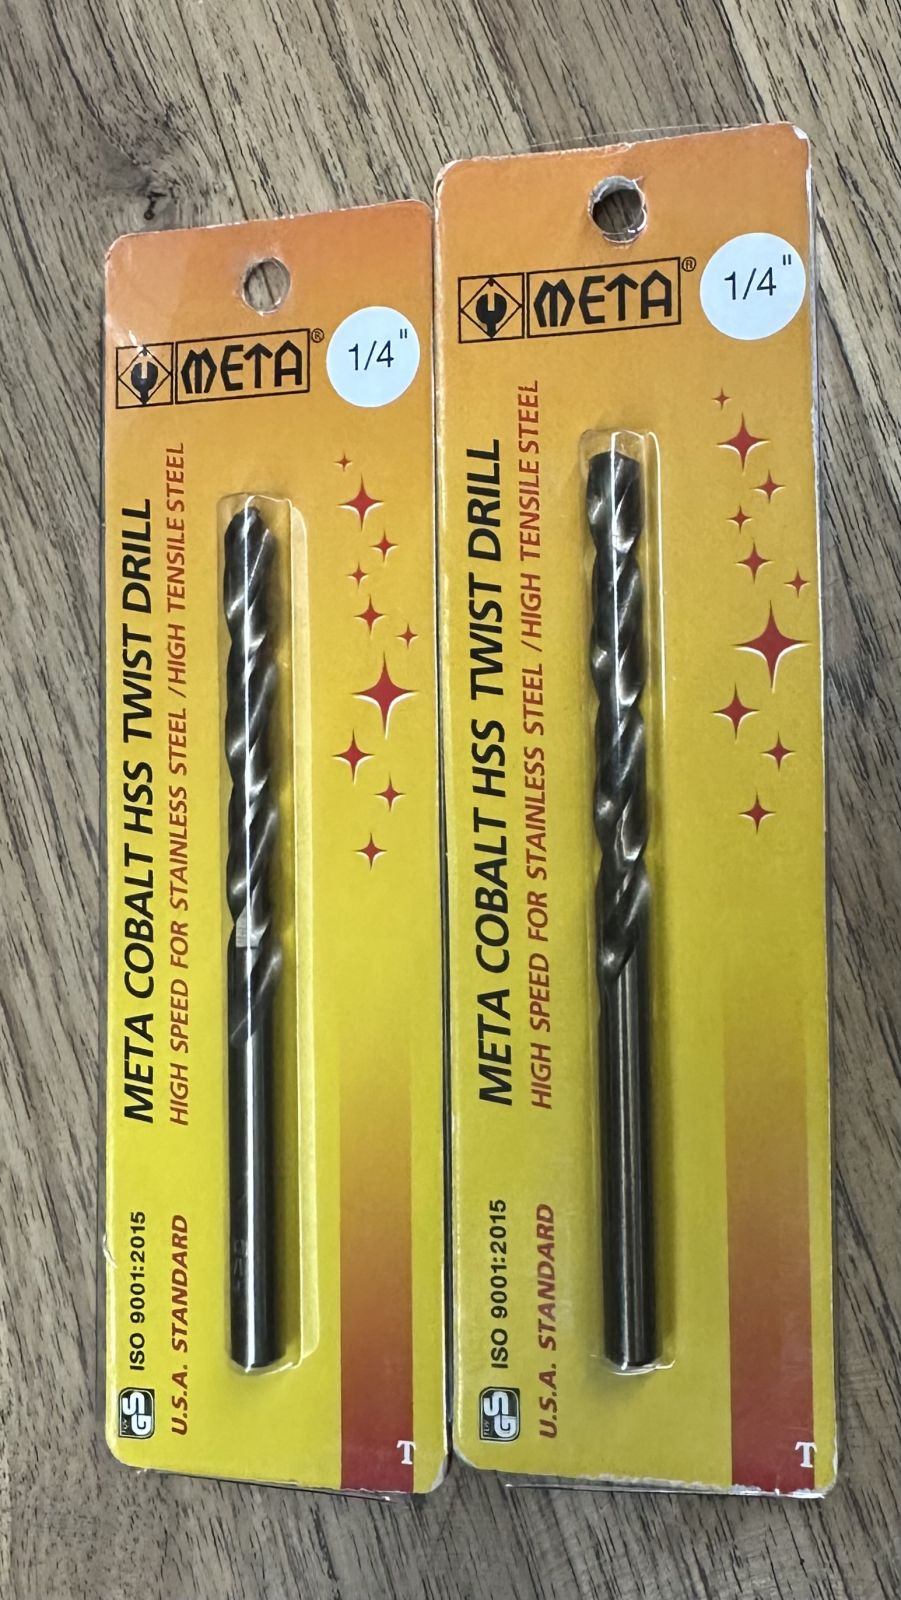 META®
1/4"
META COBALT HSS TWIST DRILL
HIGH SPEED FOR STAINLESS STEEL / HIGH TENSILE STEEL
ISO 9001:2015
U.S.A. STANDARD
GS
T
META®
1/4"
META COBALT HSS TWIST DRILL
HIGH SPEED FOR STAINLESS STEEL / HIGH TENSILE STEEL
ISO 9001:2015
U.S.A. STANDARD
GS
T